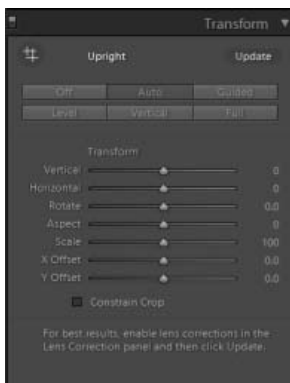 Transform
Upright Update
Off Auto Guided
Level Vertical Full
Transform
Vertical 0
Horizontal 0
Rotate 0.0
Aspect 0
Scale 100
X Offset 0.0
Y Offset 0.0
Constrain Crop
For best results, enable lens corrections in the
Lens Correction panel and then click Update.